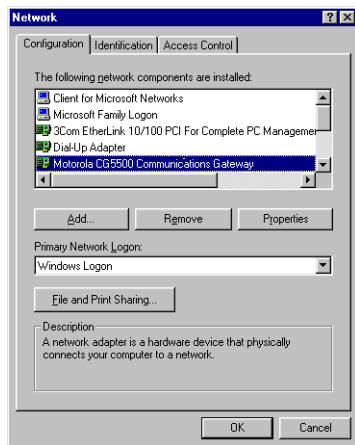 Network
Configuration Identification Access Control
The following network components are installed:
Client for Microsoft Networks
Microsoft Family Logon
3Com EtherLink 10/100 PCI For Complete PC Managemen
Dial-Up Adapter
Motorola CG5500 Communications Gateway
Add... Remove Properties
Primary Network Logon:
Windows Logon
File and Print Sharing...
Description
A network adapter is a hardware device that physically
connects your computer to a network.
OK Cancel